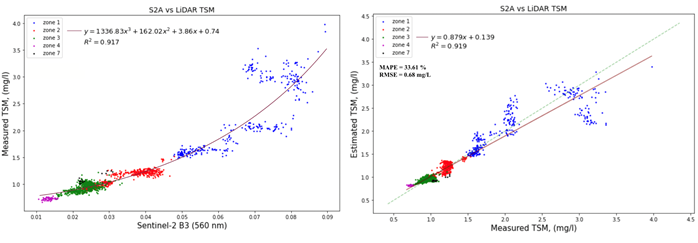 S2A vs LiDAR TSM
zone 1
zone 2
zone 3
zone 4
zone 7
y = 1336.83x³ + 162.02x² + 3.86x + 0.74
R² = 0.917
Measured TSM, (mg/l)
4.0
3.5
3.0
2.5
2.0
1.5
1.0
0.01 0.02 0.03 0.04 0.05 0.06 0.07 0.08 0.09
Sentinel-2 B3 (560 nm)
S2A vs LiDAR TSM
zone 1
zone 2
zone 3
zone 4
zone 7
y = 0.879x + 0.139
R² = 0.919
MAPE = 33.61 %
RMSE = 0.68 mg/L
Estimated TSM, (mg/l)
4.5
4.0
3.5
3.0
2.5
2.0
1.5
1.0
0.5
0.5 1.0 1.5 2.0 2.5 3.0 3.5 4.0 4.5
Measured TSM, (mg/l)